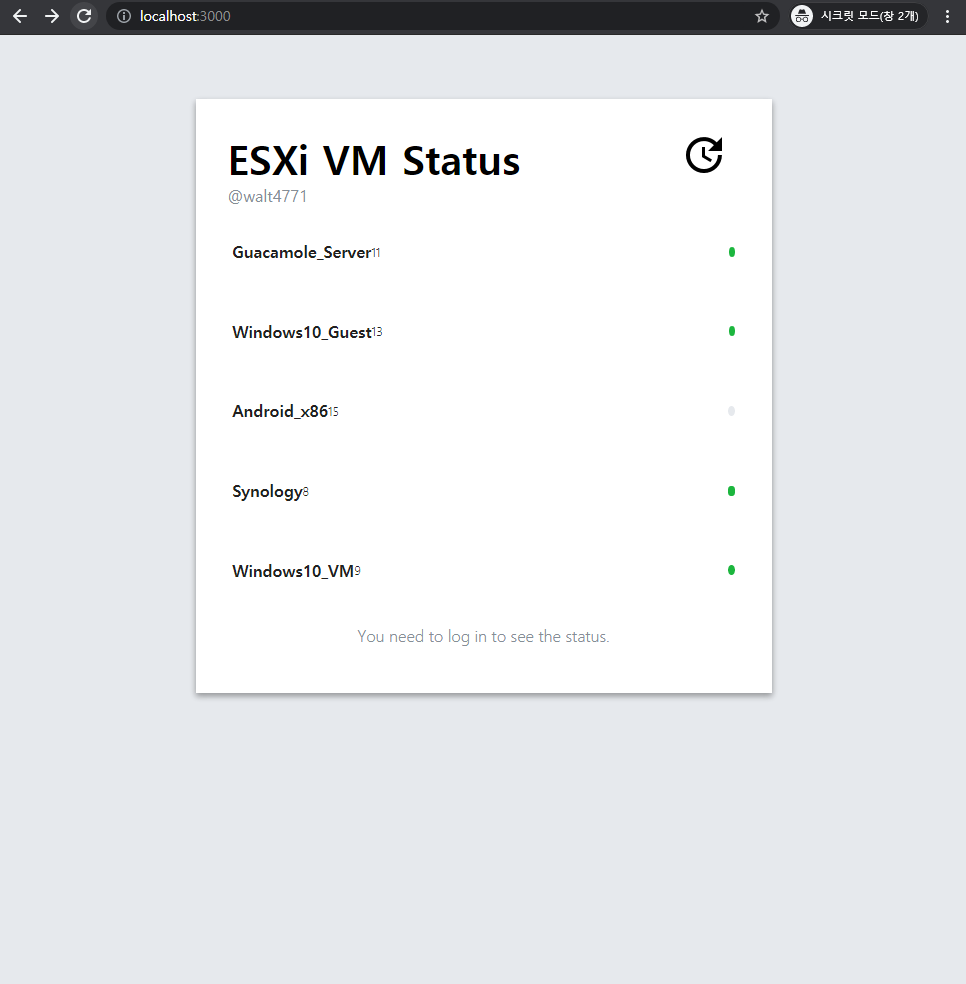 localhost:3000
시크릿 모드(창 2개)
ESXi VM Status
@walt4771
Guacamole_Server11
Windows10_Guest13
Android_x8615
Synology8
Windows10_VM9
You need to log in to see the status.